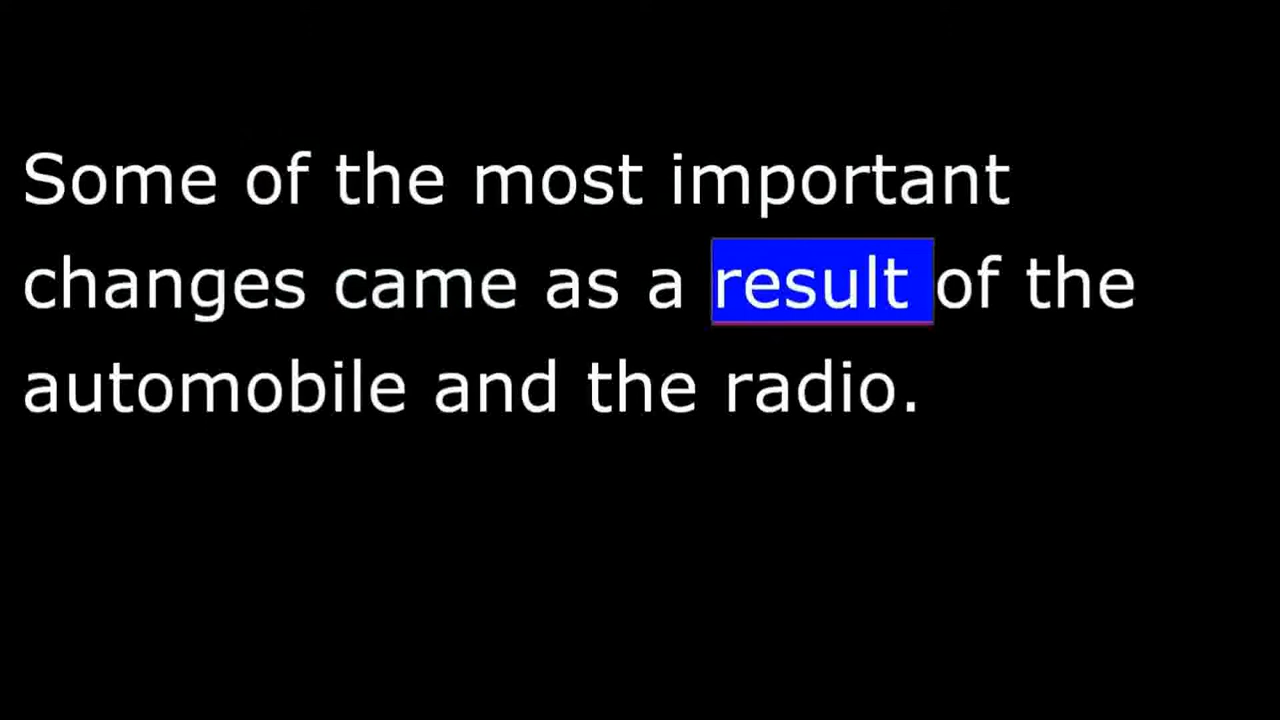 Some of the most important
changes came as a result of the
automobile and the radio.